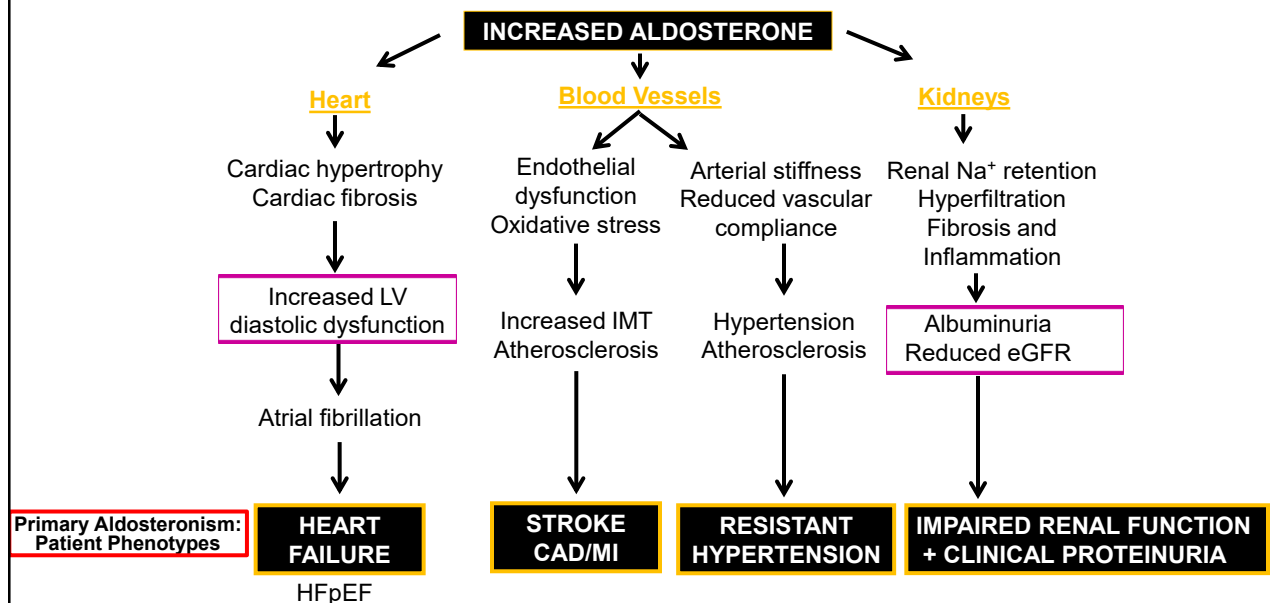 INCREASED ALDOSTERONE
Heart
Cardiac hypertrophy
Cardiac fibrosis
Increased LV
diastolic dysfunction
Atrial fibrillation
HEART
FAILURE
HFpEF
Blood Vessels
Endothelial
dysfunction
Oxidative stress
Increased IMT
Atherosclerosis
STROKE
CAD/MI
Arterial stiffness
Reduced vascular
compliance
Hypertension
Atherosclerosis
RESISTANT
HYPERTENSION
Kidneys
Renal Na⁺ retention
Hyperfiltration
Fibrosis and
Inflammation
Albuminuria
Reduced eGFR
IMPAIRED RENAL FUNCTION
+ CLINICAL PROTEINURIA
Primary Aldosteronism:
Patient Phenotypes